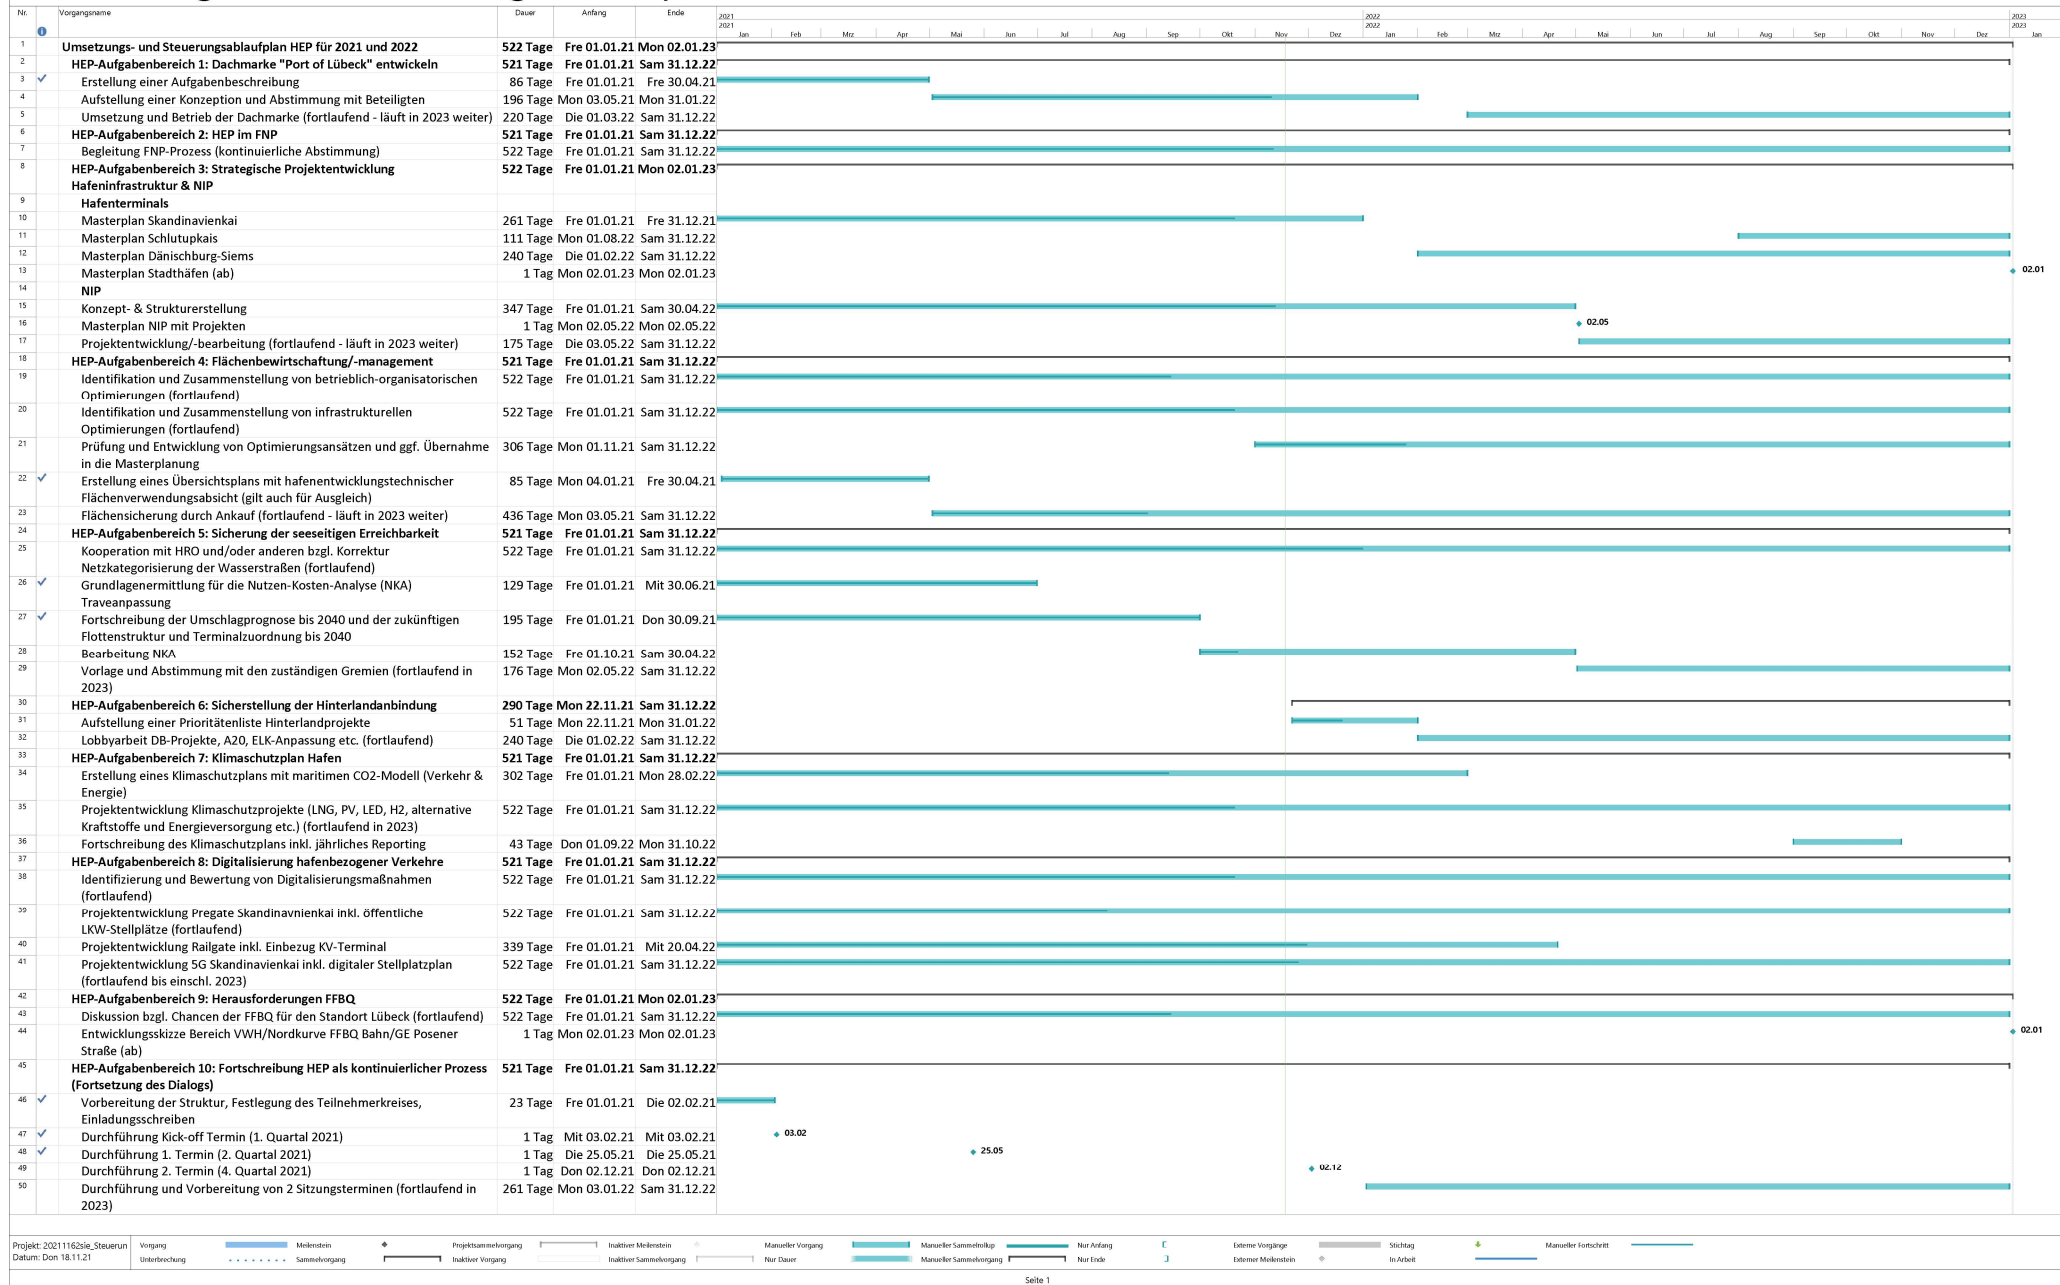 Nr. Vorgangsname Dauer Anfang Ende 2021 2022 2023
2021 2022 2023
Jan Feb Mrz Apr Mai Jun Jul Aug Sep Okt Nov Dez Jan Feb Mrz Apr Mai Jun Jul Aug Sep Okt Nov Dez Jan
1 Umsetzungs- und Steuerungsablaufplan HEP für 2021 und 2022 522 Tage Fre 01.01.21 Mon 02.01.23
2 HEP-Aufgabenbereich 1: Dachmarke "Port of Lübeck" entwickeln 521 Tage Fre 01.01.21 Sam 31.12.22
3 Erstellung einer Aufgabenbeschreibung 86 Tage Fre 01.01.21 Fre 30.04.21
4 Aufstellung einer Konzeption und Abstimmung mit Beteiligten 196 Tage Mon 03.05.21 Mon 31.01.22
5 Umsetzung und Betrieb der Dachmarke (fortlaufend - läuft in 2023 weiter) 220 Tage Die 01.03.22 Sam 31.12.22
6 HEP-Aufgabenbereich 2: HEP im FNP 521 Tage Fre 01.01.21 Sam 31.12.22
7 Begleitung FNP-Prozess (kontinuierliche Abstimmung) 522 Tage Fre 01.01.21 Sam 31.12.22
8 HEP-Aufgabenbereich 3: Strategische Projektentwicklung 522 Tage Fre 01.01.21 Mon 02.01.23
Hafeninfrastruktur & NIP
9 Hafenterminals
10 Masterplan Skandinavienkai 261 Tage Fre 01.01.21 Fre 31.12.21
11 Masterplan Schlutupkais 111 Tage Mon 01.08.22 Sam 31.12.22
12 Masterplan Dänischburg-Siems 240 Tage Die 01.02.22 Sam 31.12.22
13 Masterplan Stadthäfen (ab) 1 Tag Mon 02.01.23 Mon 02.01.23 02.01
14 NIP
15 Konzept- & Strukturerstellung 347 Tage Fre 01.01.21 Sam 30.04.22
16 Masterplan NIP mit Projekten 1 Tag Mon 02.05.22 Mon 02.05.22 02.05
17 Projektentwicklung/-bearbeitung (fortlaufend - läuft in 2023 weiter) 175 Tage Die 03.05.22 Sam 31.12.22
18 HEP-Aufgabenbereich 4: Flächenbewirtschaftung/-management 521 Tage Fre 01.01.21 Sam 31.12.22
19 Identifikation und Zusammenstellung von betrieblich-organisatorischen 522 Tage Fre 01.01.21 Sam 31.12.22
Optimierungen (fortlaufend)
20 Identifikation und Zusammenstellung von infrastrukturellen 522 Tage Fre 01.01.21 Sam 31.12.22
Optimierungen (fortlaufend)
21 Prüfung und Entwicklung von Optimierungsansätzen und ggf. Übernahme 306 Tage Mon 01.11.21 Sam 31.12.22
in die Masterplanung
22 Erstellung eines Übersichtsplans mit hafenentwicklungstechnischer 85 Tage Mon 04.01.21 Fre 30.04.21
Flächenverwendungsabsicht (gilt auch für Ausgleich)
23 Flächensicherung durch Ankauf (fortlaufend - läuft in 2023 weiter) 436 Tage Mon 03.05.21 Sam 31.12.22
24 HEP-Aufgabenbereich 5: Sicherung der seeseitigen Erreichbarkeit 521 Tage Fre 01.01.21 Sam 31.12.22
25 Kooperation mit HRO und/oder anderen bzgl. Korrektur 522 Tage Fre 01.01.21 Sam 31.12.22
Netzkategorisierung der Wasserstraßen (fortlaufend)
26 Grundlagenermittlung für die Nutzen-Kosten-Analyse (NKA) 129 Tage Fre 01.01.21 Mit 30.06.21
Traveanpassung
27 Fortschreibung der Umschlagprognose bis 2040 und der zukünftigen 195 Tage Fre 01.01.21 Don 30.09.21
Flottenstruktur und Terminalzuordnung bis 2040
28 Bearbeitung NKA 152 Tage Fre 01.10.21 Sam 30.04.22
29 Vorlage und Abstimmung mit den zuständigen Gremien (fortlaufend in 176 Tage Mon 02.05.22 Sam 31.12.22
2023)
30 HEP-Aufgabenbereich 6: Sicherstellung der Hinterlandanbindung 290 Tage Mon 22.11.21 Sam 31.12.22
31 Aufstellung einer Prioritätenliste Hinterlandprojekte 51 Tage Mon 22.11.21 Mon 31.01.22
32 Lobbyarbeit DB-Projekte, A20, ELK-Anpassung etc. (fortlaufend) 240 Tage Die 01.02.22 Sam 31.12.22
33 HEP-Aufgabenbereich 7: Klimaschutzplan Hafen 521 Tage Fre 01.01.21 Sam 31.12.22
34 Erstellung eines Klimaschutzplans mit maritimen CO2-Modell (Verkehr & 302 Tage Fre 01.01.21 Mon 28.02.22
Energie)
35 Projektentwicklung Klimaschutzprojekte (LNG, PV, LED, H2, alternative 522 Tage Fre 01.01.21 Sam 31.12.22
Kraftstoffe und Energieversorgung etc.) (fortlaufend in 2023)
36 Fortschreibung des Klimaschutzplans inkl. jährliches Reporting 43 Tage Don 01.09.22 Mon 31.10.22
37 HEP-Aufgabenbereich 8: Digitalisierung hafenbezogener Verkehre 521 Tage Fre 01.01.21 Sam 31.12.22
38 Identifizierung und Bewertung von Digitalisierungsmaßnahmen 522 Tage Fre 01.01.21 Sam 31.12.22
(fortlaufend)
39 Projektentwicklung Pregate Skandinavnienkai inkl. öffentliche 522 Tage Fre 01.01.21 Sam 31.12.22
LKW-Stellplätze (fortlaufend)
40 Projektentwicklung Railgate inkl. Einbezug KV-Terminal 339 Tage Fre 01.01.21 Mit 20.04.22
41 Projektentwicklung 5G Skandinavienkai inkl. digitaler Stellplatzplan 522 Tage Fre 01.01.21 Sam 31.12.22
(fortlaufend bis einschl. 2023)
42 HEP-Aufgabenbereich 9: Herausforderungen FFBQ 522 Tage Fre 01.01.21 Mon 02.01.23
43 Diskussion bzgl. Chancen der FFBQ für den Standort Lübeck (fortlaufend) 522 Tage Fre 01.01.21 Sam 31.12.22
44 Entwicklungsskizze Bereich VWH/Nordkurve FFBQ Bahn/GE Posener 1 Tag Mon 02.01.23 Mon 02.01.23 02.01
Straße (ab)
45 HEP-Aufgabenbereich 10: Fortschreibung HEP als kontinuierlicher Prozess 521 Tage Fre 01.01.21 Sam 31.12.22
(Fortsetzung des Dialogs)
46 Vorbereitung der Struktur, Festlegung des Teilnehmerkreises, 23 Tage Fre 01.01.21 Die 02.02.21
Einladungsschreiben
47 Durchführung Kick-off Termin (1. Quartal 2021) 1 Tag Mit 03.02.21 Mit 03.02.21 03.02
48 Durchführung 1. Termin (2. Quartal 2021) 1 Tag Die 25.05.21 Die 25.05.21 25.05
49 Durchführung 2. Termin (4. Quartal 2021) 1 Tag Don 02.12.21 Don 02.12.21 02.12
50 Durchführung und Vorbereitung von 2 Sitzungsterminen (fortlaufend in 261 Tage Mon 03.01.22 Sam 31.12.22
2023)
Projekt: 20211162sie_Steuerun Vorgang Meilenstein Projektsammelvorgang Inaktiver Meilenstein Manueller Vorgang Manueller Sammelrollup Nur Anfang Externe Vorgänge Stichtag Manueller Fortschritt
Datum: Don 18.11.21 Unterbrechung Sammelvorgang Inaktiver Vorgang Inaktiver Sammelvorgang Nur Dauer Manueller Sammelvorgang Nur Ende Externer Meilenstein In Arbeit
Seite 1